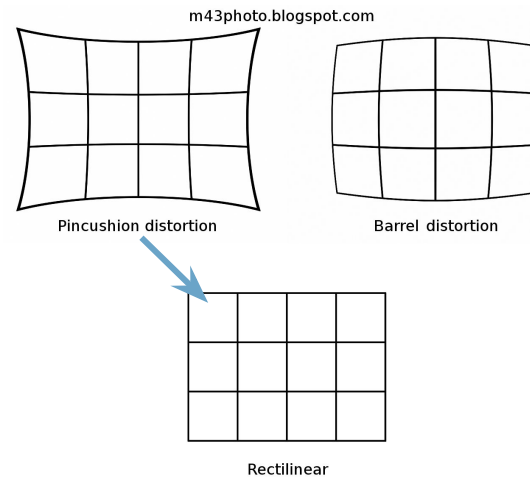 m43photo.blogspot.com
Pincushion distortion
Barrel distortion
Rectilinear